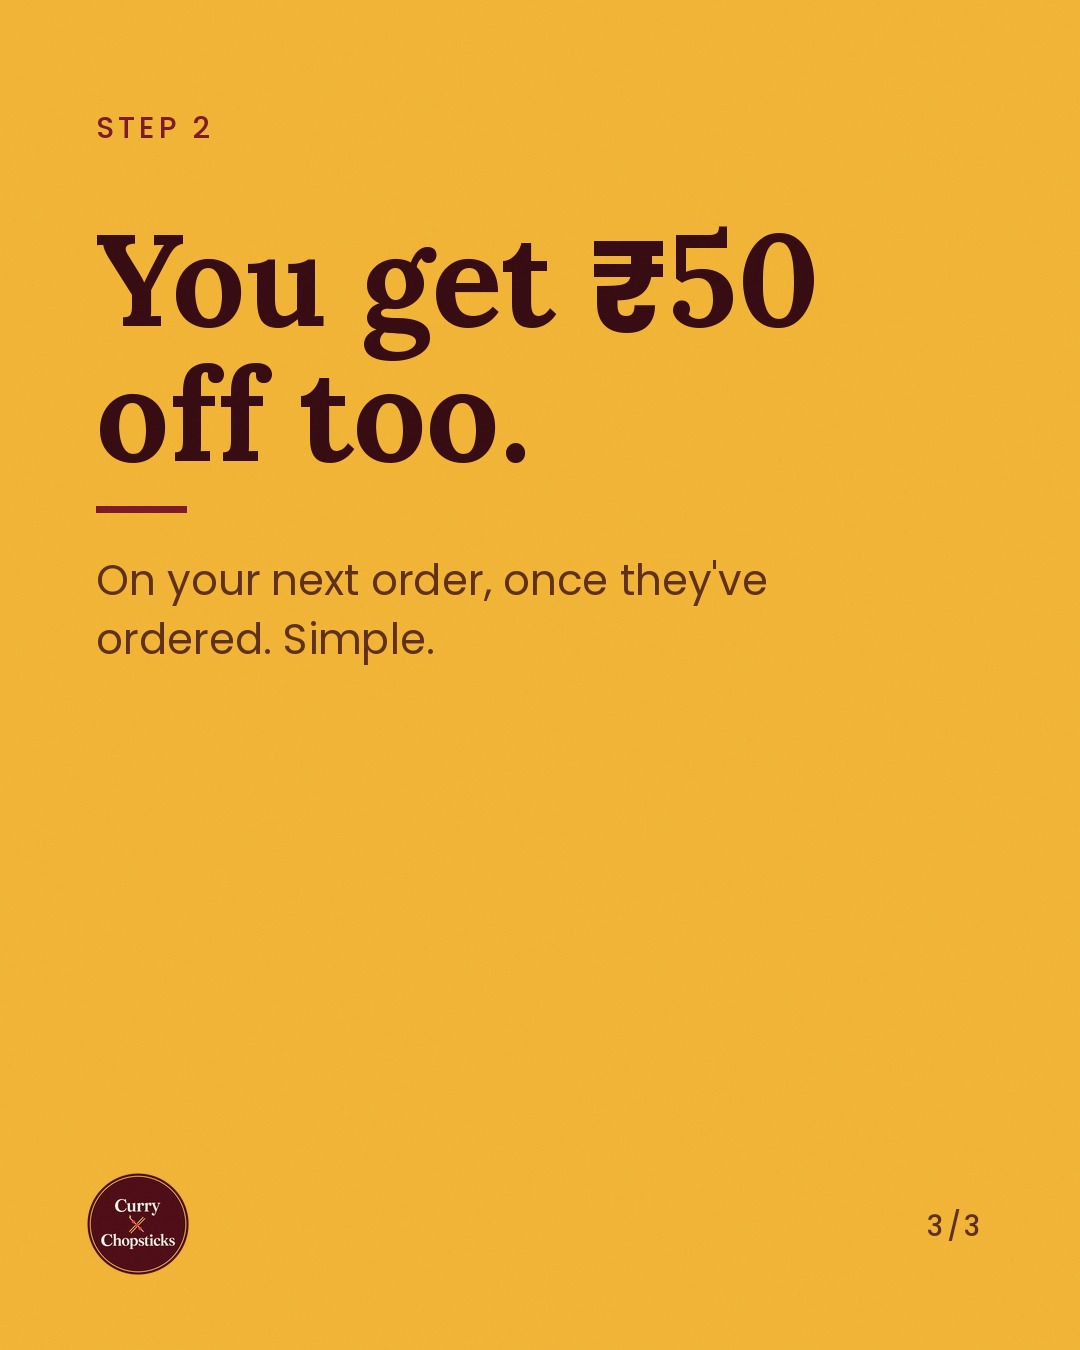 STEP 2
You get ₹50
off too.
On your next order, once they've
ordered. Simple.
Curry
Chopsticks
3/3